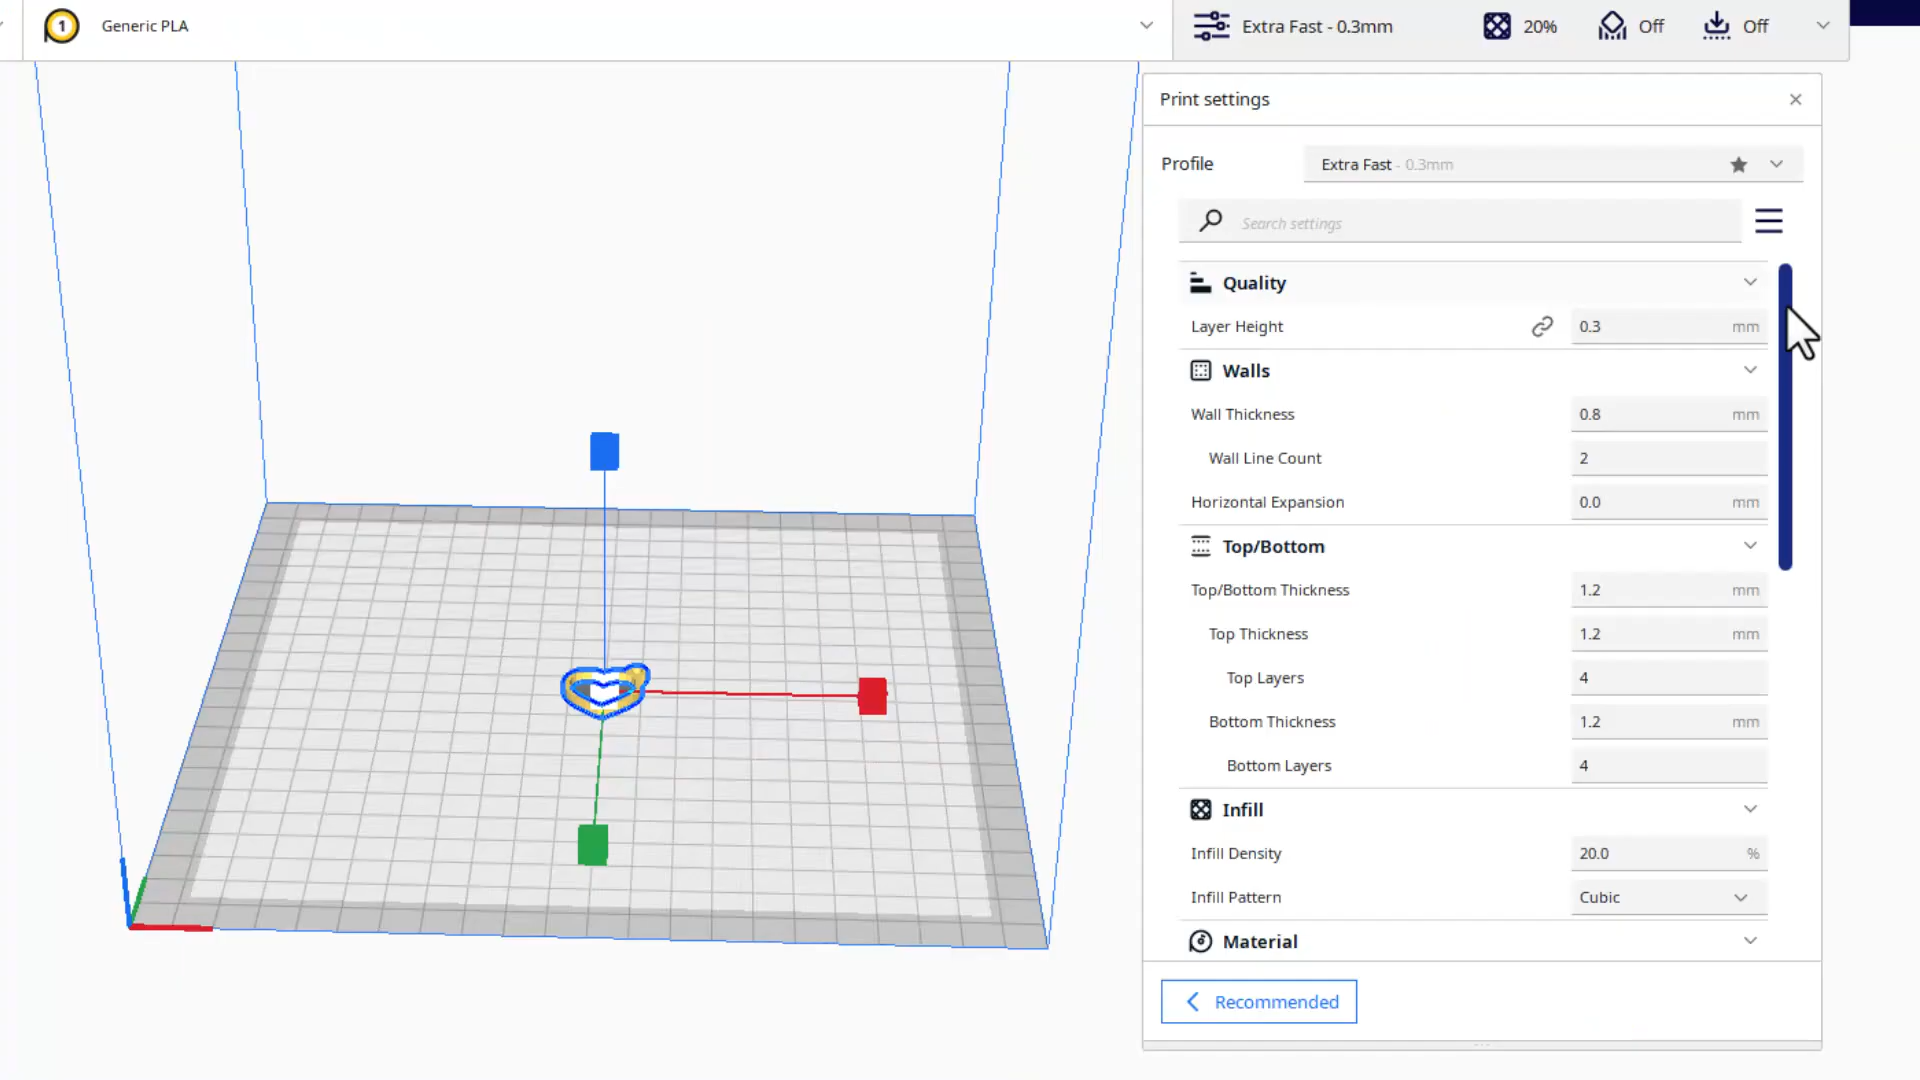 1 Generic PLA
Extra Fast - 0.3mm 20% Off Off
Print settings
Profile Extra Fast - 0.3mm
Search settings
Quality
Layer Height 0.3 mm
Walls
Wall Thickness 0.8 mm
Wall Line Count 2
Horizontal Expansion 0.0 mm
Top/Bottom
Top/Bottom Thickness 1.2 mm
Top Thickness 1.2 mm
Top Layers 4
Bottom Thickness 1.2 mm
Bottom Layers 4
Infill
Infill Density 20.0 %
Infill Pattern Cubic
Material
Recommended